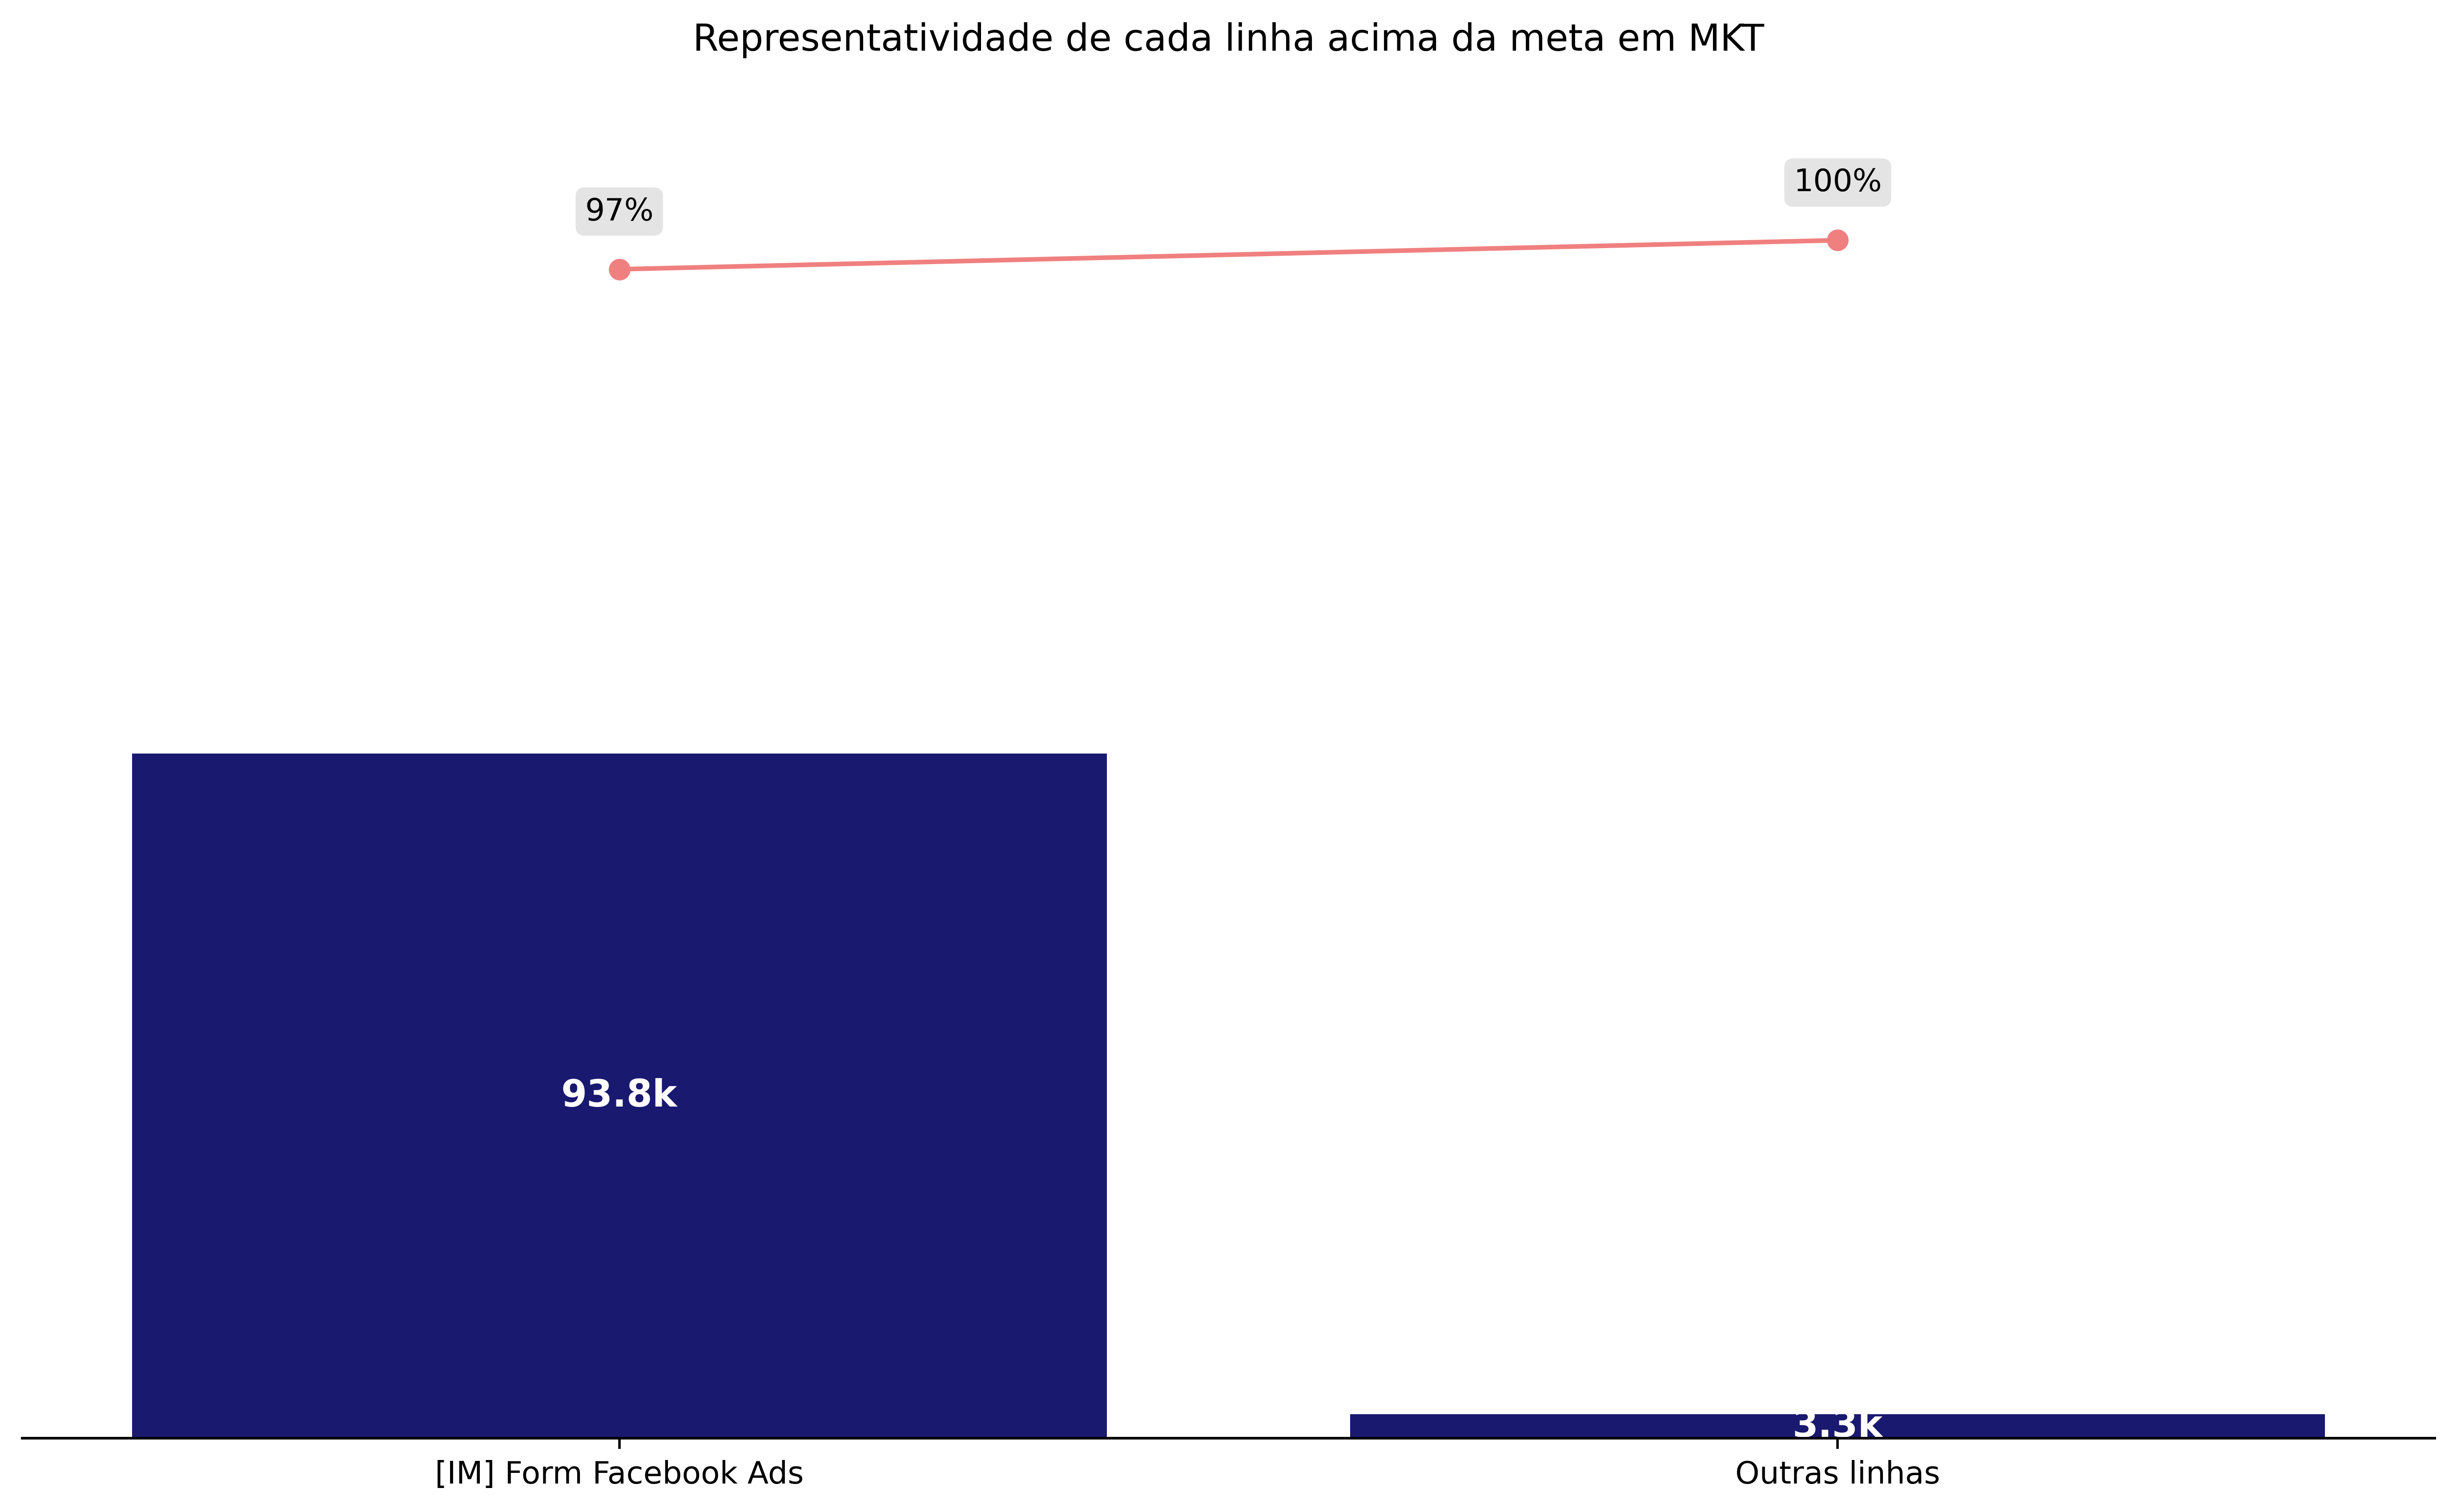 Representatividade de cada linha acima da meta em MKT
97%
100%
93.8k
3.3k
[IM] Form Facebook Ads
Outras linhas